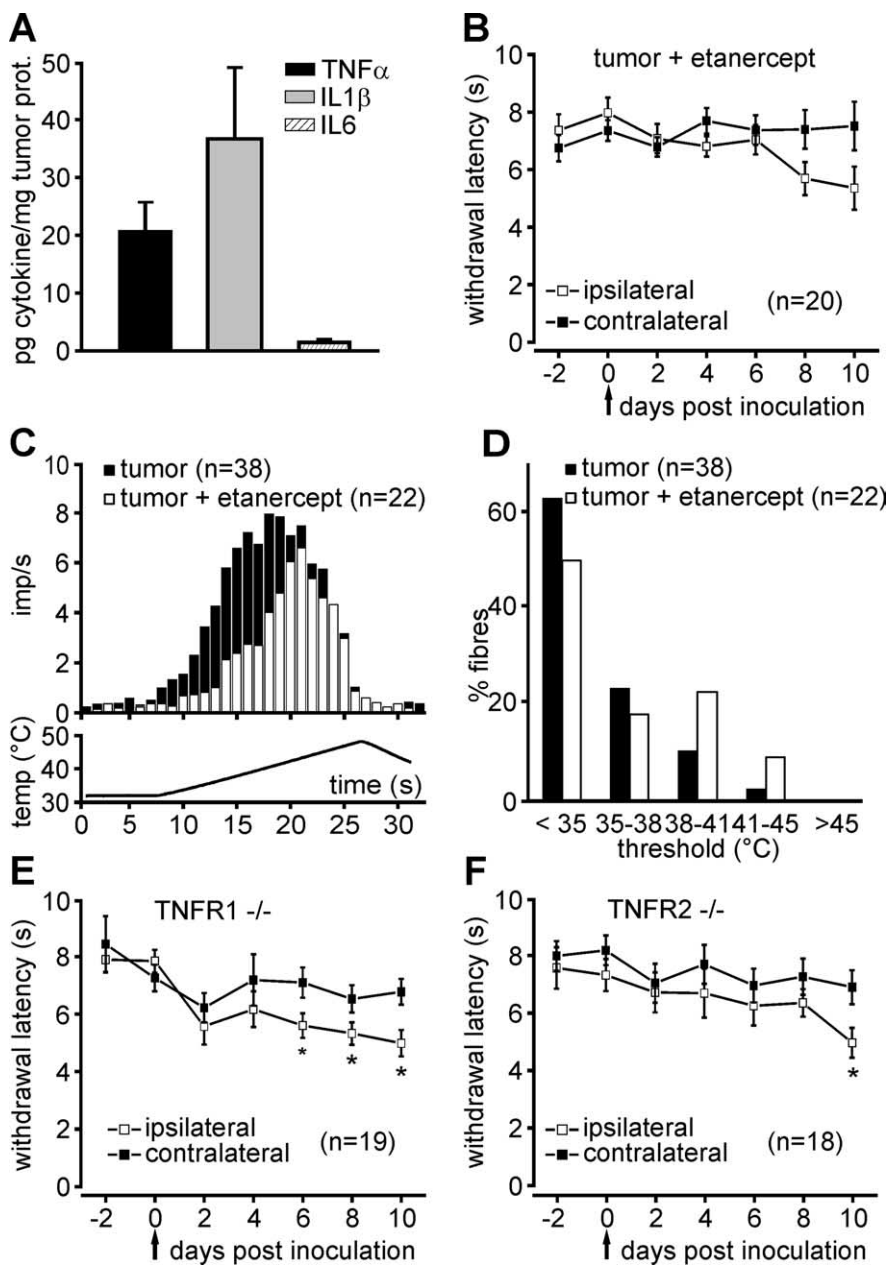 A
pg cytokine/mg tumor prot.
50
40
30
20
10
0
TNFα
IL1β
IL6
B
withdrawal latency (s)
10
8
6
4
2
0
tumor + etanercept
ipsilateral
contralateral
(n=20)
-2 0 2 4 6 8 10
days post inoculation
C
imp/s
10
8
6
4
2
0
tumor (n=38)
tumor + etanercept (n=22)
temp (°C)
50
40
30
time (s)
0 5 10 15 20 25 30
D
% fibres
60
40
20
0
tumor (n=38)
tumor + etanercept (n=22)
< 35 35-38 38-41 41-45 >45
threshold (°C)
E
withdrawal latency (s)
10
8
6
4
2
0
TNFR1 -/-
* * *
ipsilateral
contralateral
(n=19)
-2 0 2 4 6 8 10
days post inoculation
F
withdrawal latency (s)
10
8
6
4
2
0
TNFR2 -/-
*
ipsilateral
contralateral
(n=18)
-2 0 2 4 6 8 10
days post inoculation